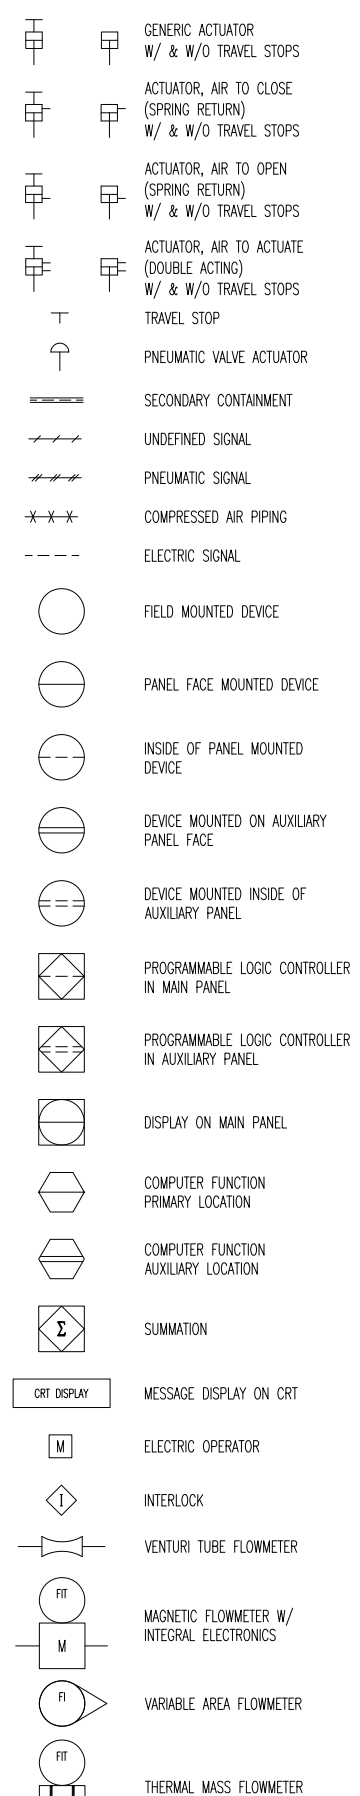 GENERIC ACTUATOR
W/ & W/O TRAVEL STOPS
ACTUATOR, AIR TO CLOSE
(SPRING RETURN)
W/ & W/O TRAVEL STOPS
ACTUATOR, AIR TO OPEN
(SPRING RETURN)
W/ & W/O TRAVEL STOPS
ACTUATOR, AIR TO ACTUATE
(DOUBLE ACTING)
W/ & W/O TRAVEL STOPS
TRAVEL STOP
PNEUMATIC VALVE ACTUATOR
SECONDARY CONTAINMENT
UNDEFINED SIGNAL
PNEUMATIC SIGNAL
COMPRESSED AIR PIPING
ELECTRIC SIGNAL
FIELD MOUNTED DEVICE
PANEL FACE MOUNTED DEVICE
INSIDE OF PANEL MOUNTED
DEVICE
DEVICE MOUNTED ON AUXILIARY
PANEL FACE
DEVICE MOUNTED INSIDE OF
AUXILIARY PANEL
PROGRAMMABLE LOGIC CONTROLLER
IN MAIN PANEL
PROGRAMMABLE LOGIC CONTROLLER
IN AUXILIARY PANEL
DISPLAY ON MAIN PANEL
COMPUTER FUNCTION
PRIMARY LOCATION
COMPUTER FUNCTION
AUXILIARY LOCATION
Σ
SUMMATION
CRT DISPLAY
MESSAGE DISPLAY ON CRT
M
ELECTRIC OPERATOR
I
INTERLOCK
VENTURI TUBE FLOWMETER
FIT
M
MAGNETIC FLOWMETER W/
INTEGRAL ELECTRONICS
FI
VARIABLE AREA FLOWMETER
FIT
THERMAL MASS FLOWMETER